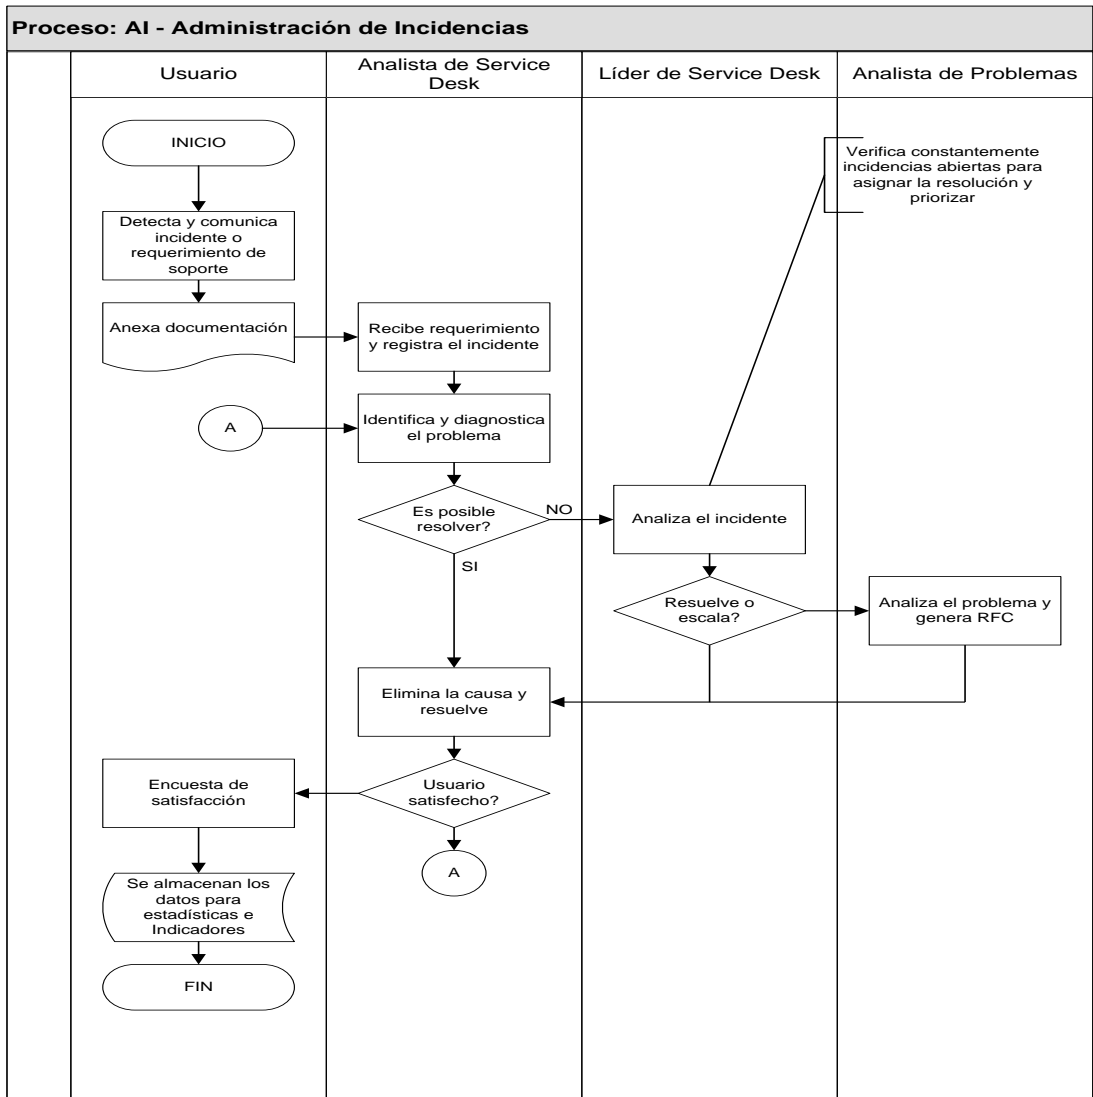 Proceso: AI - Administración de Incidencias
Usuario
Analista de Service
Desk
Líder de Service Desk
Analista de Problemas
INICIO
Verifica constantemente
incidencias abiertas para
asignar la resolución y
priorizar
Detecta y comunica
incidente o
requerimiento de
soporte
Anexa documentación
Recibe requerimiento
y registra el incidente
A
Identifica y diagnostica
el problema
Es posible
resolver?
NO
SI
Analiza el incidente
Resuelve o
escala?
Analiza el problema y
genera RFC
Elimina la causa y
resuelve
Usuario
satisfecho?
Encuesta de
satisfacción
A
Se almacenan los
datos para
estadísticas e
Indicadores
FIN